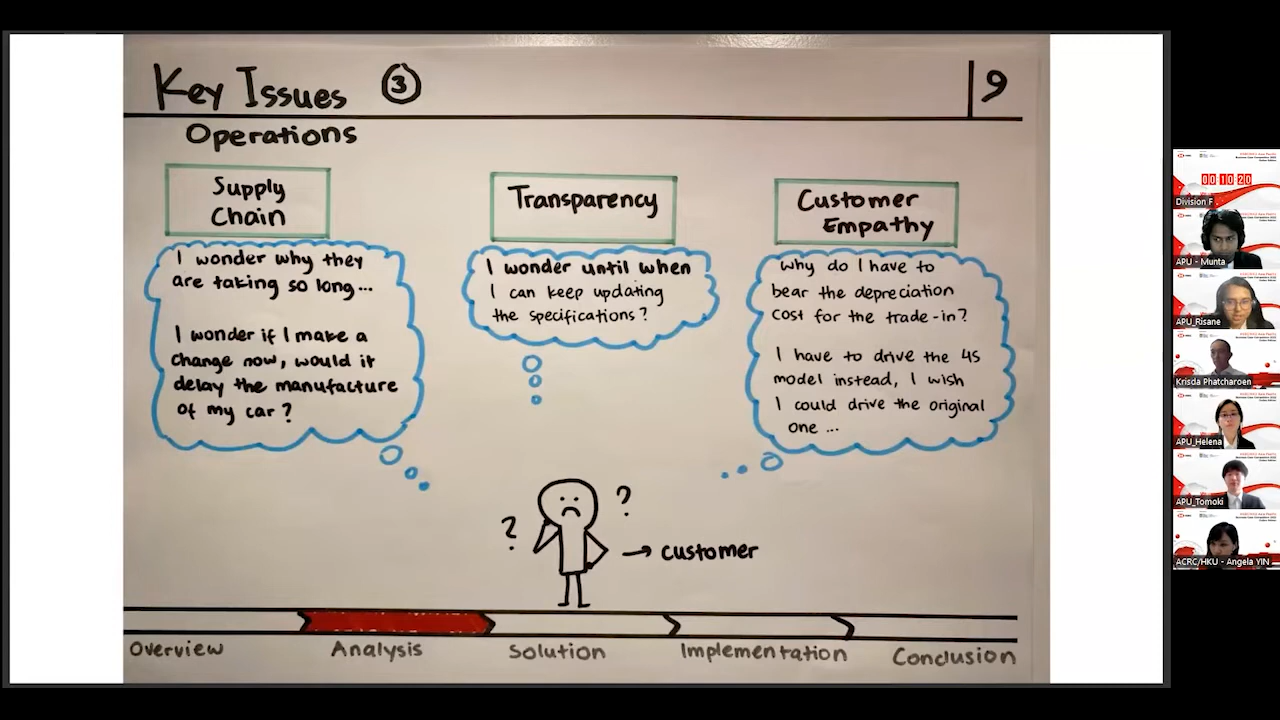 Key Issues ③
9
Operations
Supply
Chain
I wonder why they
are taking so long...
I wonder if I make a
change now, would it
delay the manufacture
of my car?
Transparency
I wonder until when
I can keep updating
the specifications?
Customer
Empathy
why do I have to
bear the depreciation
cost for the trade-in?
I have to drive the 4S
model instead, I wish
I could drive the original
one ...
?
?
→ customer
Overview
Analysis
Solution
Implementation
Conclusion
00:10:20
Division F
APU - Munta
APU_Risane
Krisda Phatcharoen
APU_Helena
APU_Tomoki
ACRC/HKU - Angela YIN